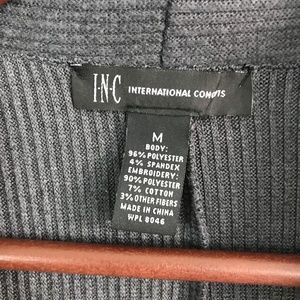 I·N·C INTERNATIONAL CONCEPTS
M
BODY:
96% POLYESTER
4% SPANDEX
EMBROIDERY:
90% POLYESTER
7% COTTON
3% OTHER FIBERS
MADE IN CHINA
WPL 8046